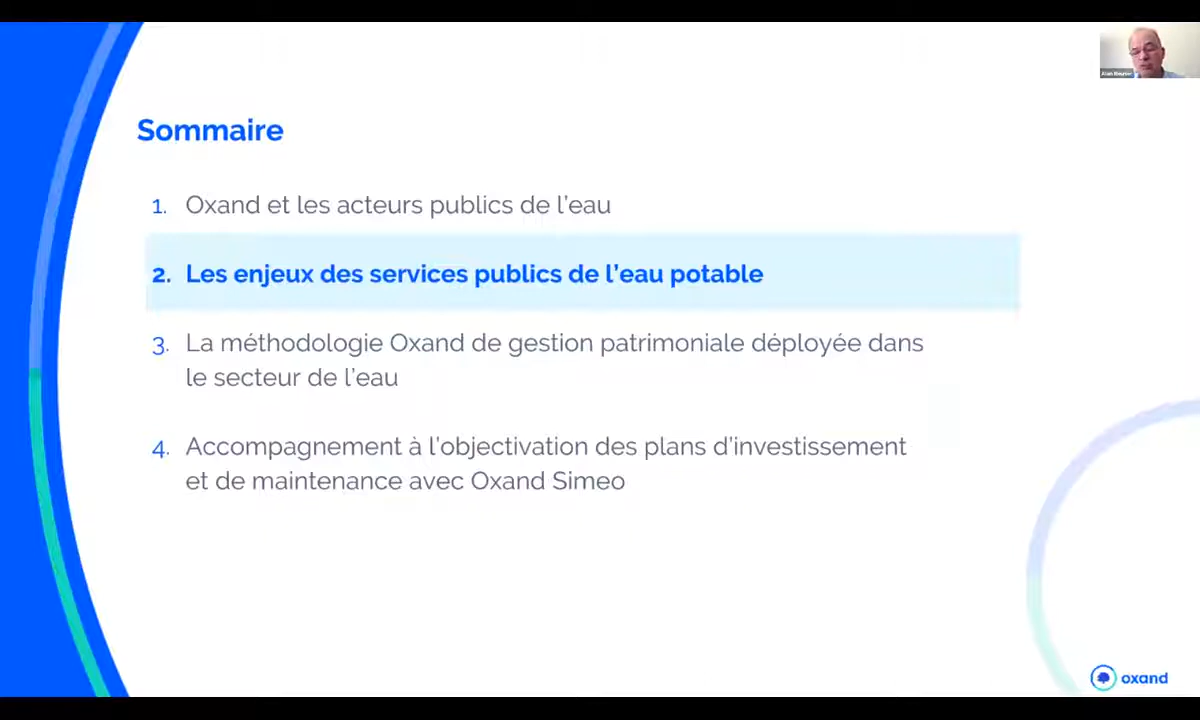 Sommaire
1. Oxand et les acteurs publics de l'eau
2. Les enjeux des services publics de l'eau potable
3. La méthodologie Oxand de gestion patrimoniale déployée dans
le secteur de l'eau
4. Accompagnement à l'objectivation des plans d'investissement
et de maintenance avec Oxand Simeo
oxand